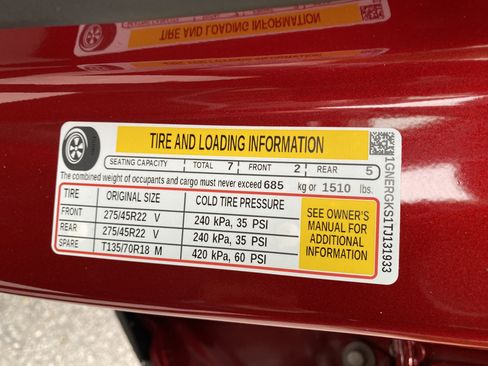 TIRE AND LOADING INFORMATION
SEATING CAPACITY TOTAL 7 FRONT 2 REAR 5
The combined weight of occupants and cargo must never exceed 685 kg or 1510 lbs.
TIRE ORIGINAL SIZE COLD TIRE PRESSURE
FRONT 275/45R22 V 240 kPa, 35 PSI
REAR 275/45R22 V 240 kPa, 35 PSI
SPARE T135/70R18 M 420 kPa, 60 PSI
SEE OWNER'S
MANUAL FOR
ADDITIONAL
INFORMATION
1GNERGKS1TJ131933
TIRE AND LOADING INFORMATION